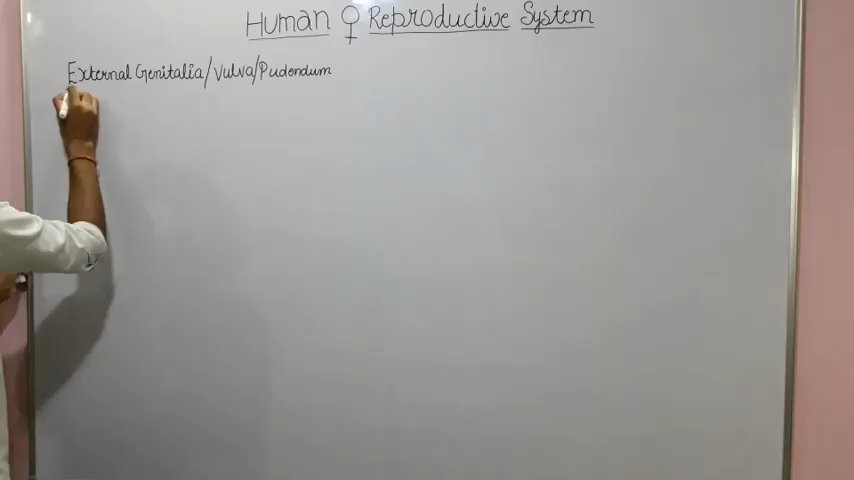 Human ♀ Reproductive System
External Genitalia/Vulva/Pudendum